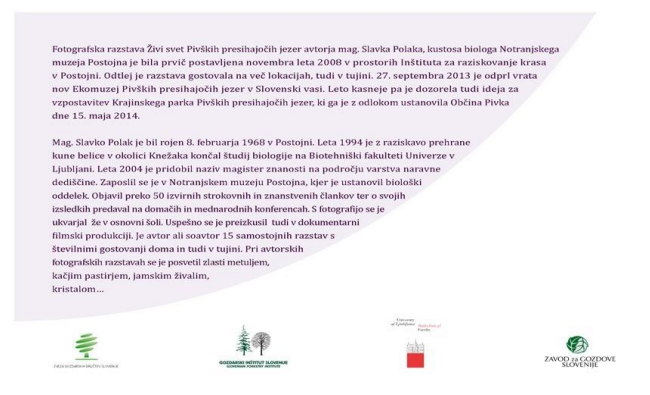 Fotografska razstava Živi svet Pivških presihajočih jezer avtorja mag. Slavka Polaka, kustosa biologa Notranjskega
muzeja Postojna je bila prvič postavljena novembra leta 2008 v prostorih Inštituta za raziskovanje krasa
v Postojni. Odtlej je razstava gostovala na več lokacijah, tudi v tujini. 27. septembra 2013 je odprl vrata
nov Ekomuzej Pivških presihajočih jezer v Slovenski vasi. Leto kasneje pa je dozorela tudi ideja za
vzpostavitev Krajinskega parka Pivških presihajočih jezer, ki ga je z odlokom ustanovila Občina Pivka
dne 15. maja 2014.
Mag. Slavko Polak je bil rojen 8. februarja 1968 v Postojni. Leta 1994 je z raziskavo prehrane
kune belice v okolici Knežaka končal študij biologije na Biotehniški fakulteti Univerze v
Ljubljani. Leta 2004 je pridobil naziv magister znanosti na področju varstva naravne
dediščine. Zaposlil se je v Notranjskem muzeju Postojna, kjer je ustanovil biološki
oddelek. Objavil preko 50 izvirnih strokovnih in znanstvenih člankov ter o svojih
izsledkih predaval na domačih in mednarodnih konferencah. S fotografijo se je
ukvarjal že v osnovni šoli. Uspešno se je preizkusil tudi v dokumentarni
filmski produkciji. Je avtor ali soavtor 15 samostojnih razstav s
številnimi gostovanji doma in tudi v tujini. Pri avtorskih
fotografskih razstavah se je posvetil zlasti metuljem,
kačjim pastirjem, jamskim živalim,
kristalom...
ZVEZA GOZDARSKIH DRUŠTEV SLOVENIJE
GOZDARSKI INŠTITUT SLOVENIJE
SLOVENIAN FORESTRY INSTITUTE
University
of Ljubljana
ZAVOD za GOZDOVE
SLOVENIJE